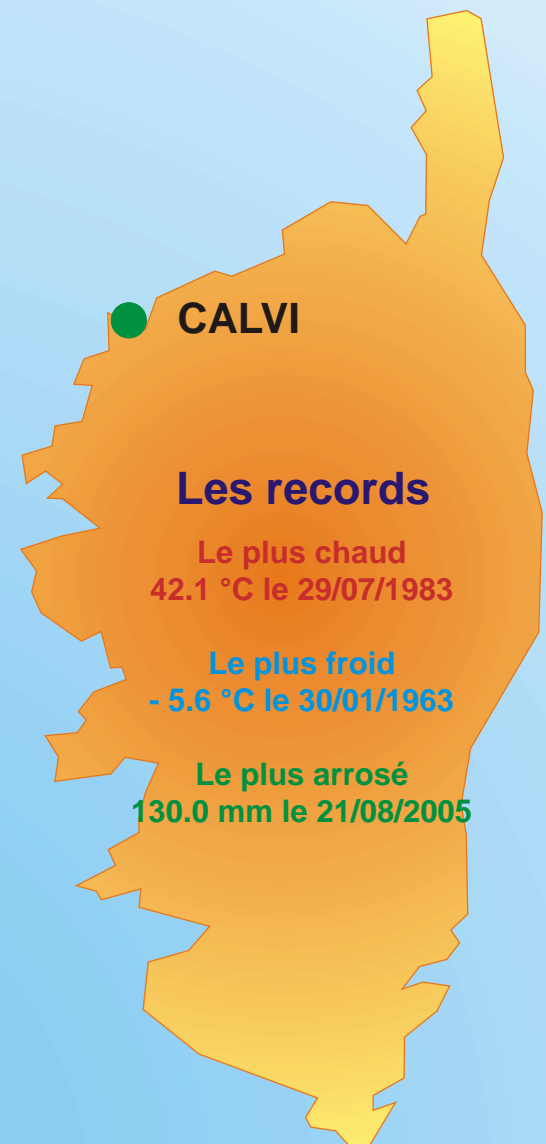 CALVI
Les records
Le plus chaud
42.1 °C le 29/07/1983
Le plus froid
- 5.6 °C le 30/01/1963
Le plus arrosé
130.0 mm le 21/08/2005